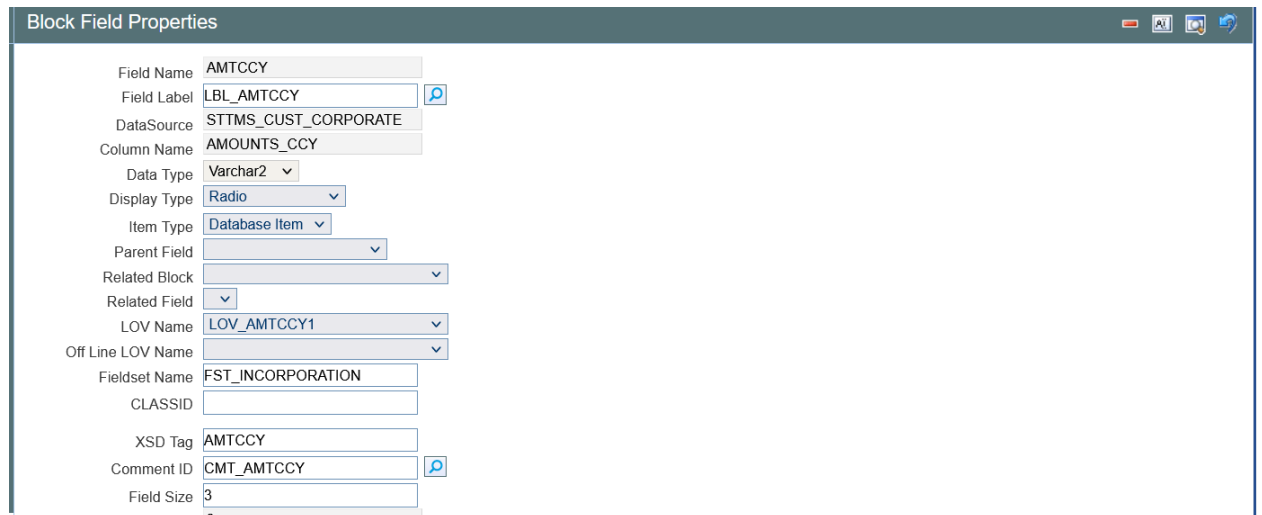 Block Field Properties
Field Name AMTCCY
Field Label LBL_AMTCCY
DataSource STTMS_CUST_CORPORATE
Column Name AMOUNTS_CCY
Data Type Varchar2
Display Type Radio
Item Type Database Item
Parent Field
Related Block
Related Field
LOV Name LOV_AMTCCY1
Off Line LOV Name
Fieldset Name FST_INCORPORATION
CLASSID
XSD Tag AMTCCY
Comment ID CMT_AMTCCY
Field Size 3